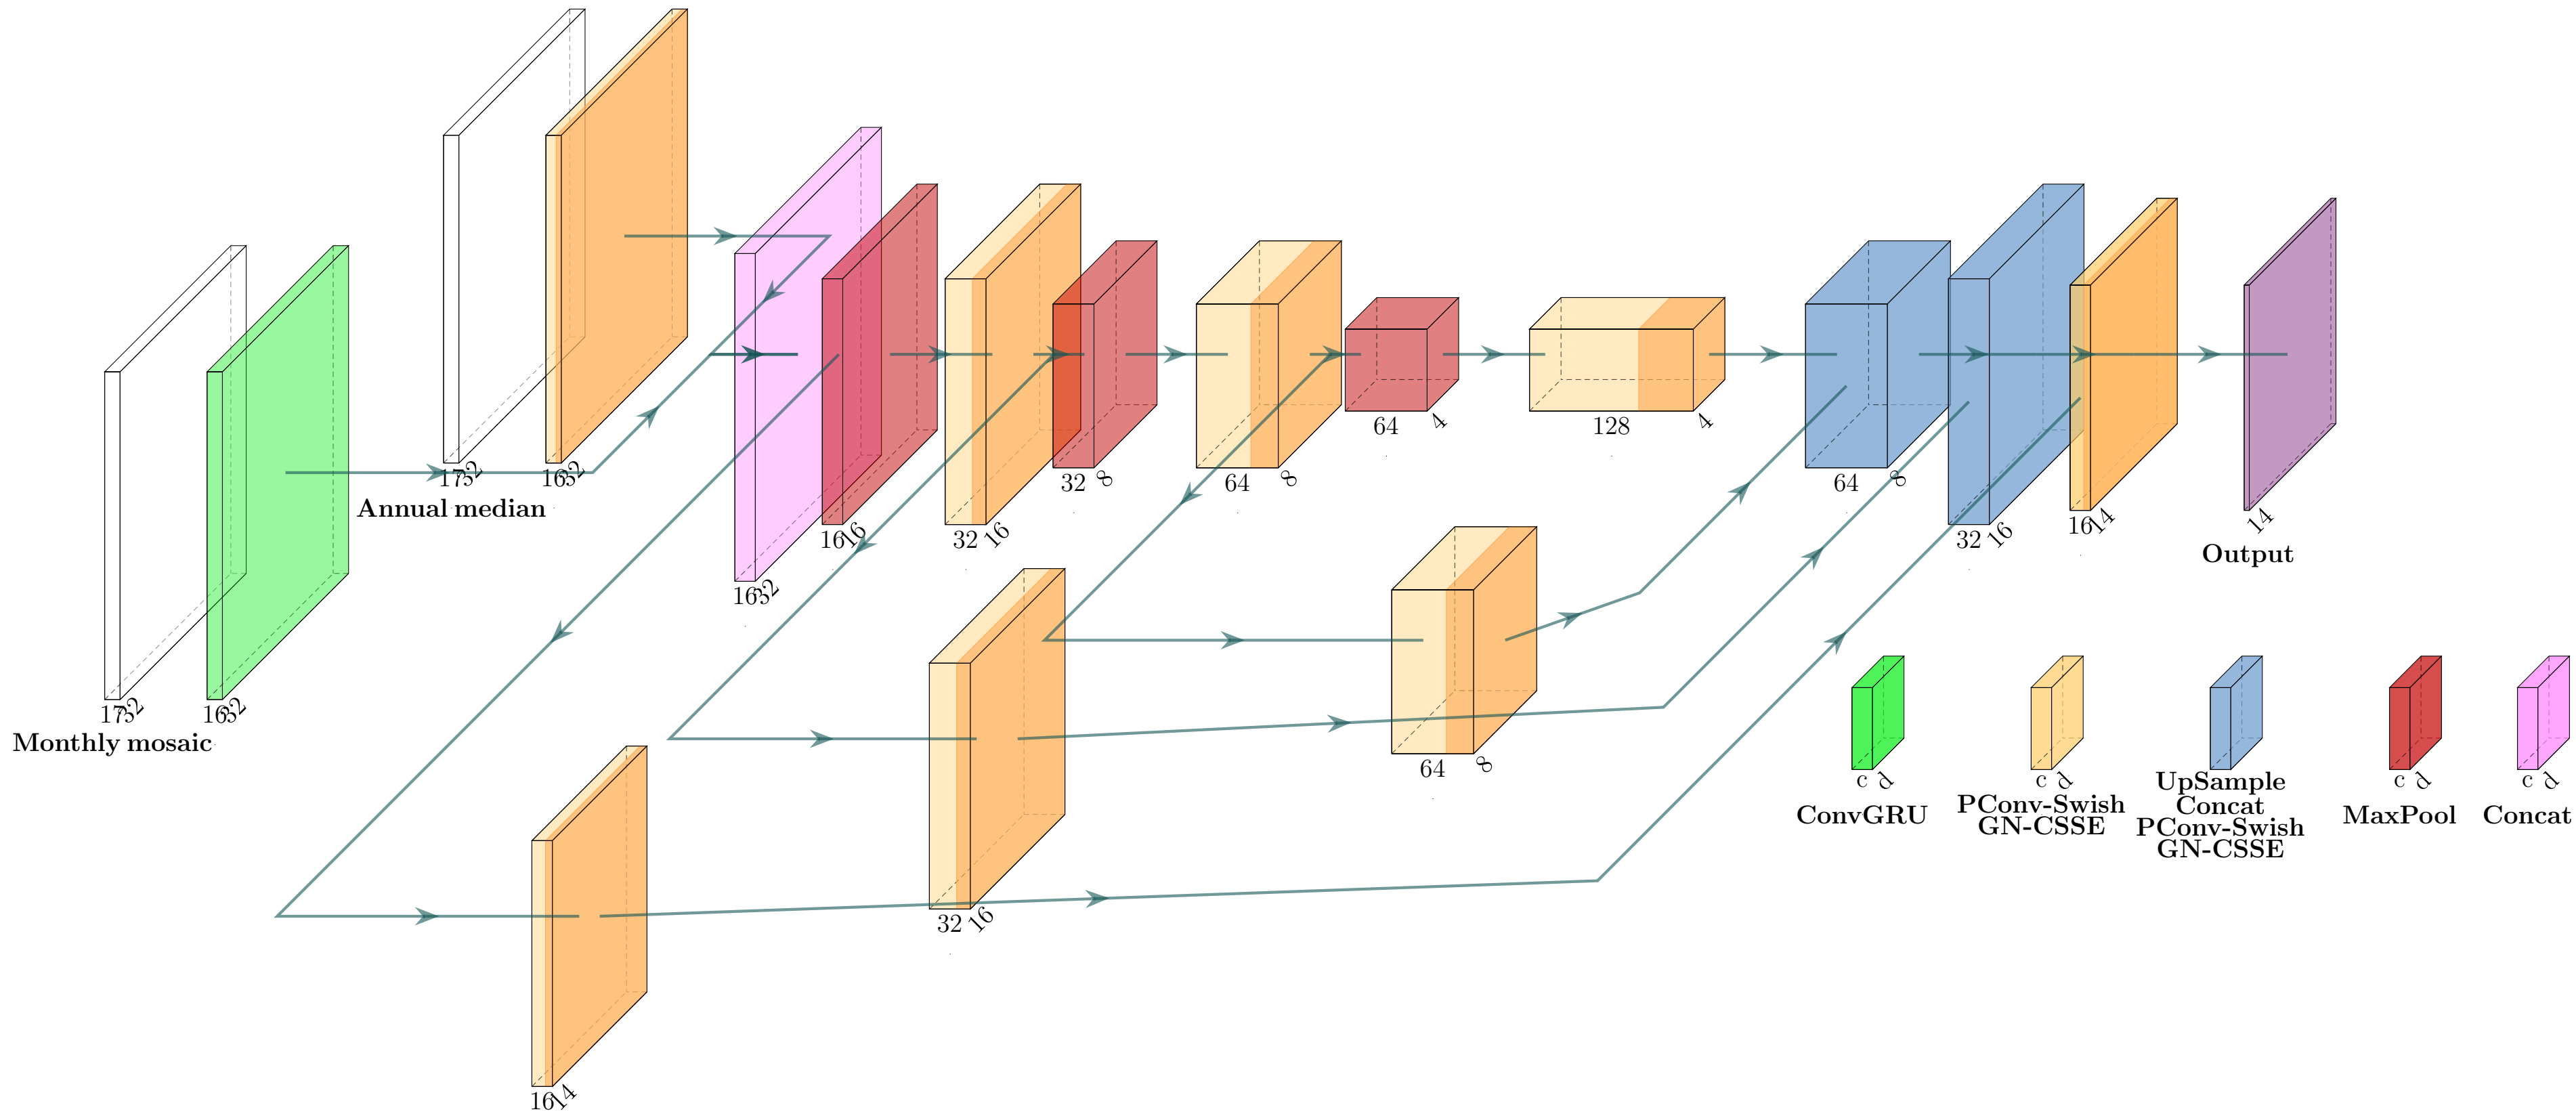 17 32
Monthly mosaic
16 32
17 32
Annual median
16 32
16 32
16 16
32 16
32 8
64 8
64 4
128 4
64 8
32 16
16 14
14
Output
64 8
32 16
16 14
c d
ConvGRU
c d
PConv-Swish
GN-CSSE
UpSample
Concat
PConv-Swish
GN-CSSE
c d
MaxPool
c d
Concat